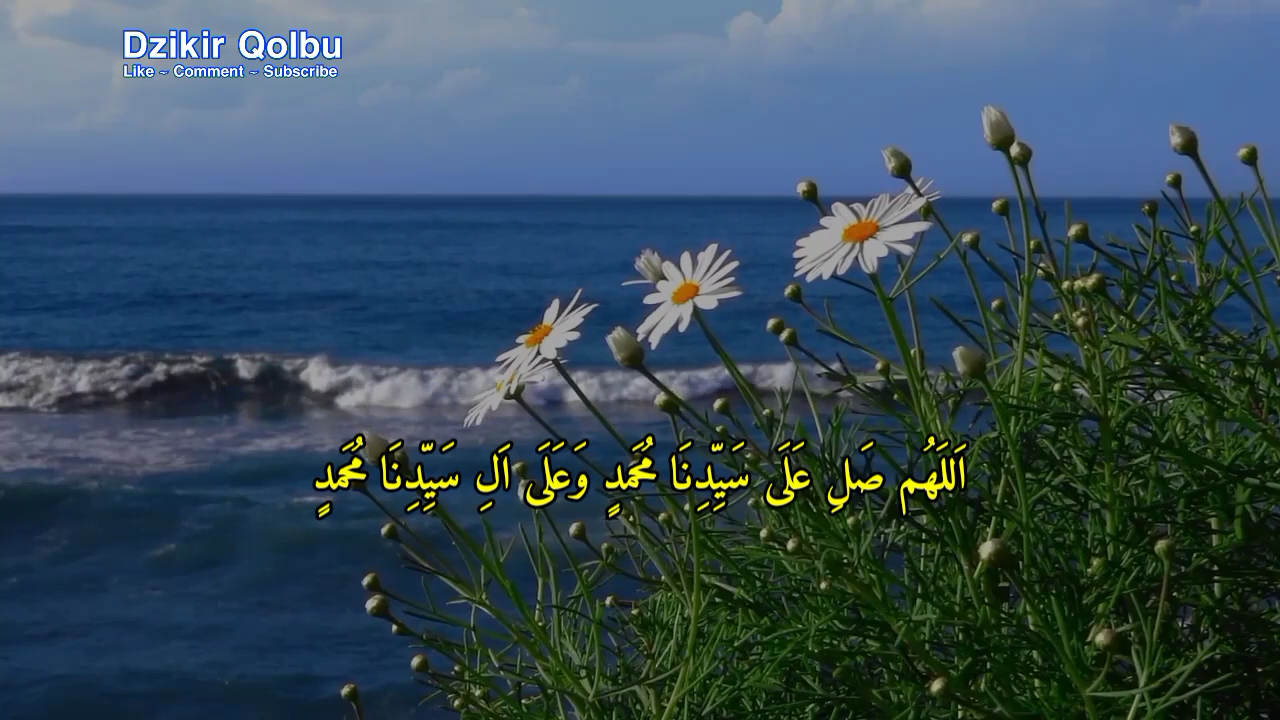 Dzikir Qolbu
Like ~ Comment ~ Subscribe
اَللَهُم صَلِ عَلَى سَيِّدِنَا مُحَمدٍ وَعَلَى اَلِ سَيِّدِنَا مُحَمدٍ